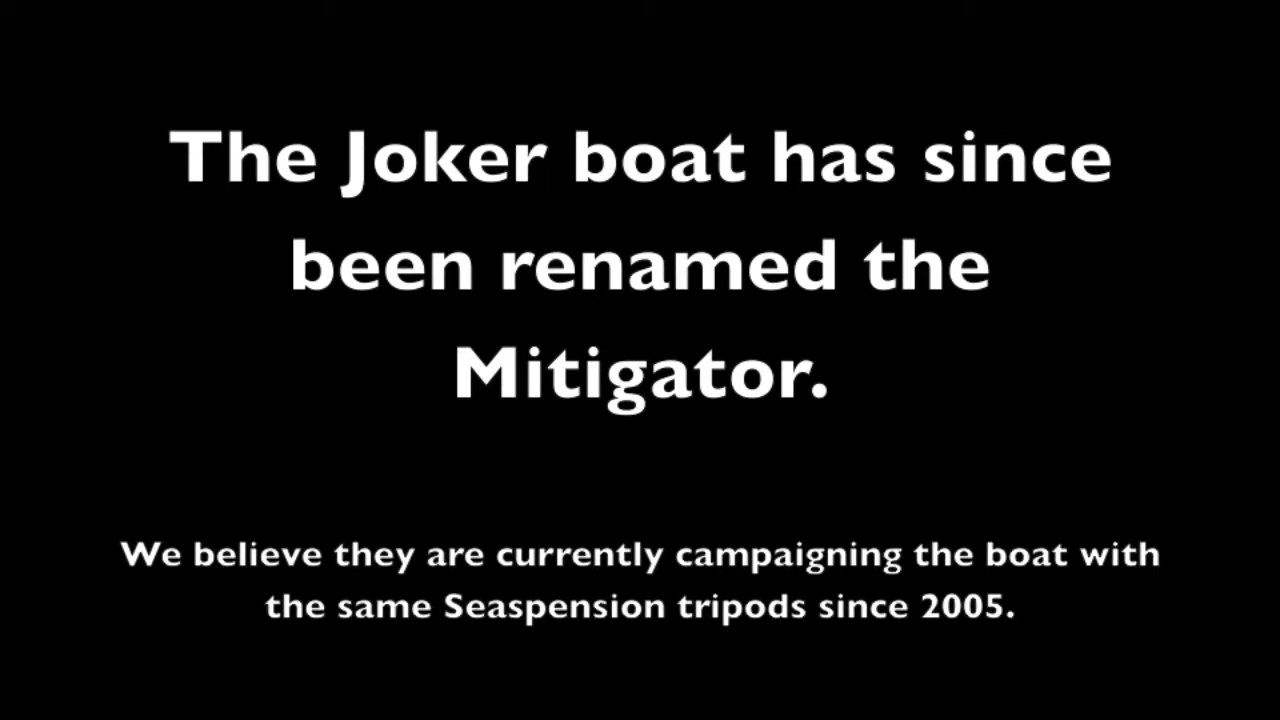 The Joker boat has since
been renamed the
Mitigator.
We believe they are currently campaigning the boat with
the same Seaspension tripods since 2005.